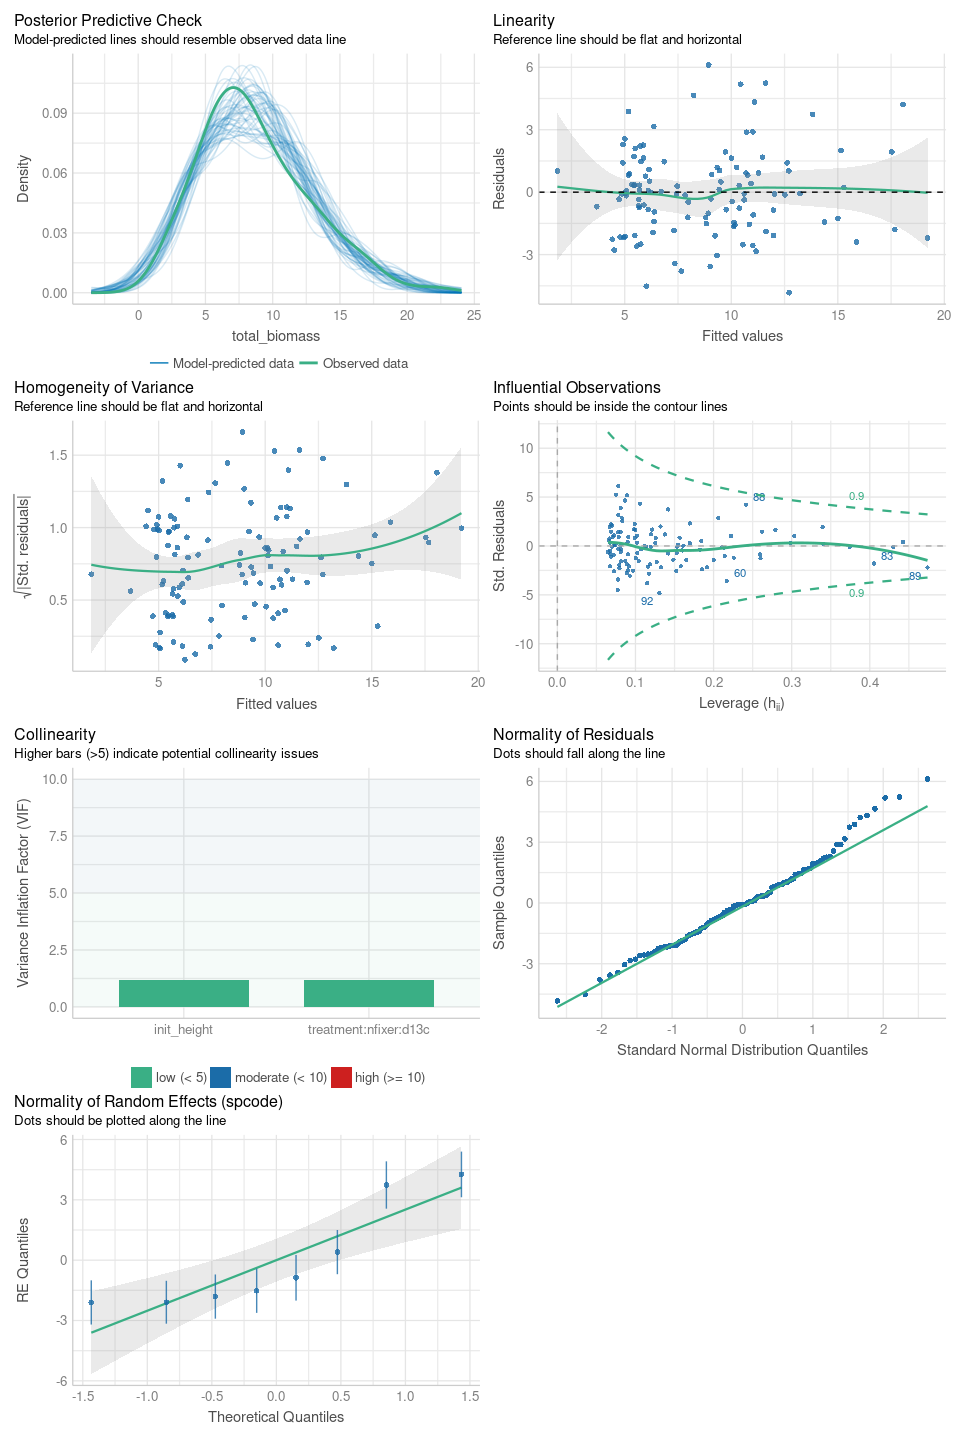 Posterior Predictive Check
Model-predicted lines should resemble observed data line
Density
0.09
0.06
0.03
0.00
0
5
10
15
20
25
total_biomass
Model-predicted data
Observed data
Linearity
Reference line should be flat and horizontal
Residuals
6
3
0
-3
5
10
15
20
Fitted values
Homogeneity of Variance
Reference line should be flat and horizontal
√|Std. residuals|
1.5
1.0
0.5
5
10
15
20
Fitted values
Influential Observations
Points should be inside the contour lines
Std. Residuals
10
5
0
-5
-10
88
0.9
83
60
89
0.9
92
0.0
0.1
0.2
0.3
0.4
Leverage (hii)
Collinearity
Higher bars (>5) indicate potential collinearity issues
Variance Inflation Factor (VIF)
10.0
7.5
5.0
2.5
0.0
init_height
treatment:nfixer:d13c
low (< 5)
moderate (< 10)
high (>= 10)
Normality of Residuals
Dots should fall along the line
Sample Quantiles
6
3
0
-3
-2
-1
0
1
2
Standard Normal Distribution Quantiles
Normality of Random Effects (spcode)
Dots should be plotted along the line
RE Quantiles
6
3
0
-3
-6
-1.5
-1.0
-0.5
0.0
0.5
1.0
1.5
Theoretical Quantiles